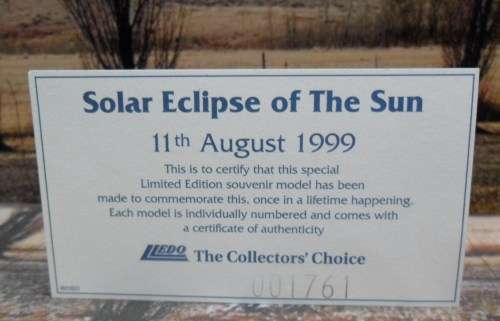 Solar Eclipse of The Sun
11th August 1999
This is to certify that this special
Limited Edition souvenir model has been
made to commemorate this, once in a lifetime happening.
Each model is individually numbered and comes with
a certificate of authenticity
LLEDO The Collectors' Choice
001761